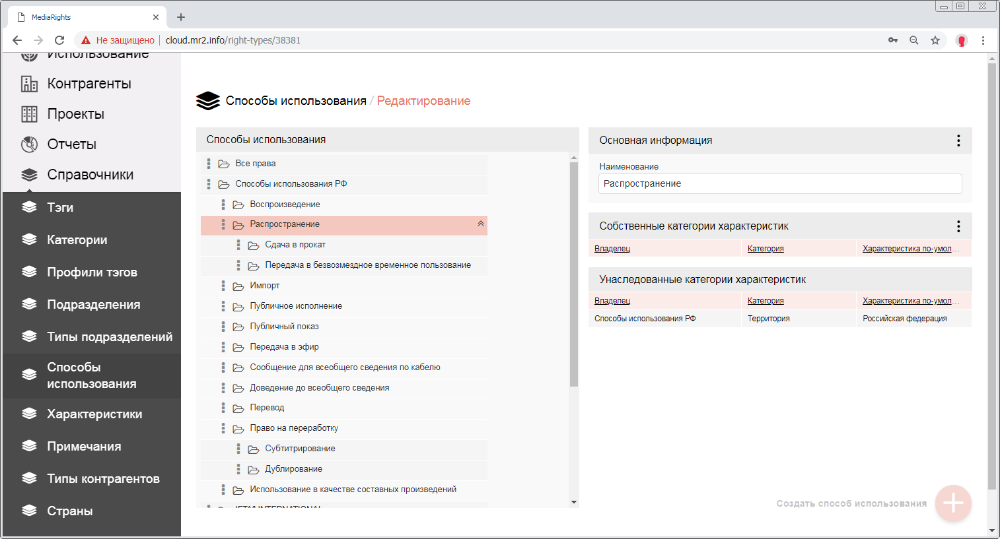 MediaRights
Не защищено
cloud.mr2.info/right-types/38381
Использование
Контрагенты
Проекты
Отчеты
Справочники
Тэги
Категории
Профили тэгов
Подразделения
Типы подразделений
Способы
использования
Характеристики
Примечания
Типы контрагентов
Страны
Способы использования / Редактирование
Способы использования
Все права
Способы использования РФ
Воспроизведение
Распространение
Сдача в прокат
Передача в безвозмездное временное пользование
Импорт
Публичное исполнение
Публичный показ
Передача в эфир
Сообщение для всеобщего сведения по кабелю
Доведение до всеобщего сведения
Перевод
Право на переработку
Субтитрирование
Дублирование
Использование в качестве составных произведений
INTERNATIONAL
Основная информация
Наименование
Распространение
Собственные категории характеристик
Владелец Категория Характеристика по-умол…
Унаследованные категории характеристик
Владелец Категория Характеристика по-умол…
Способы использования РФ Территория Российская федерация
Создать способ использования